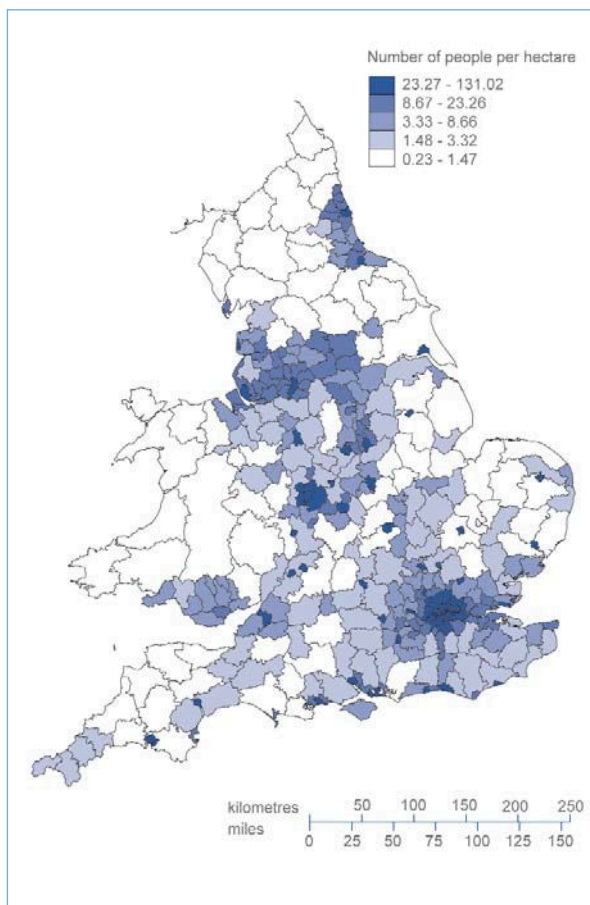 Number of people per hectare
23.27 - 131.02
8.67 - 23.26
3.33 - 8.66
1.48 - 3.32
0.23 - 1.47
kilometres 50 100 150 200 250
miles
0 25 50 75 100 125 150